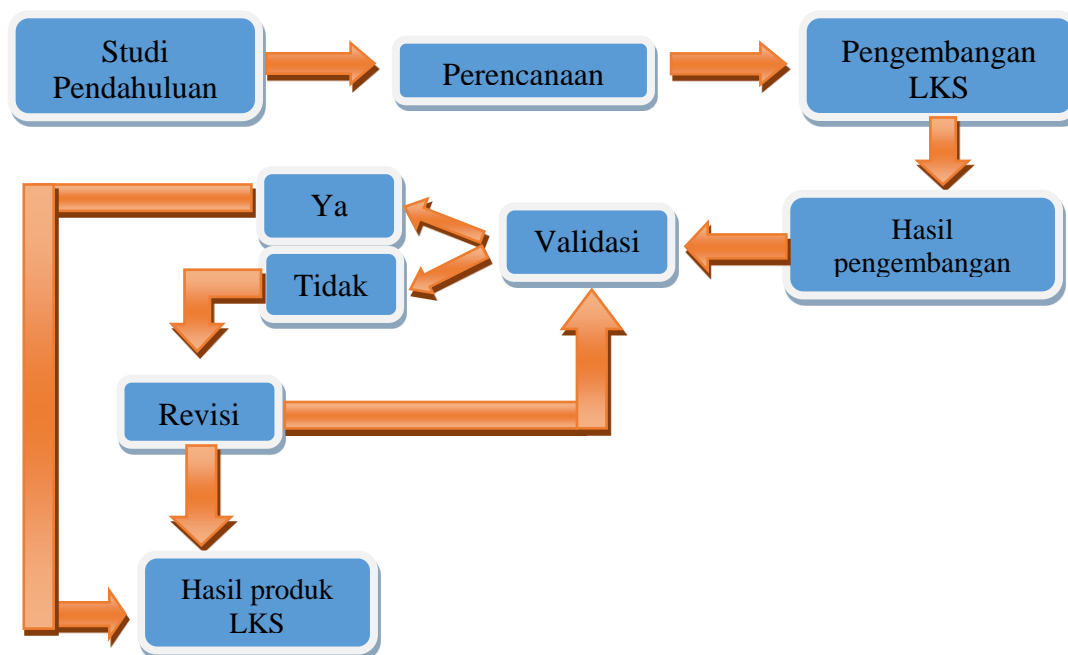 Studi
Pendahuluan
Perencanaan
Pengembangan
LKS
Ya
Validasi
Hasil
pengembangan
Tidak
Revisi
Hasil produk
LKS